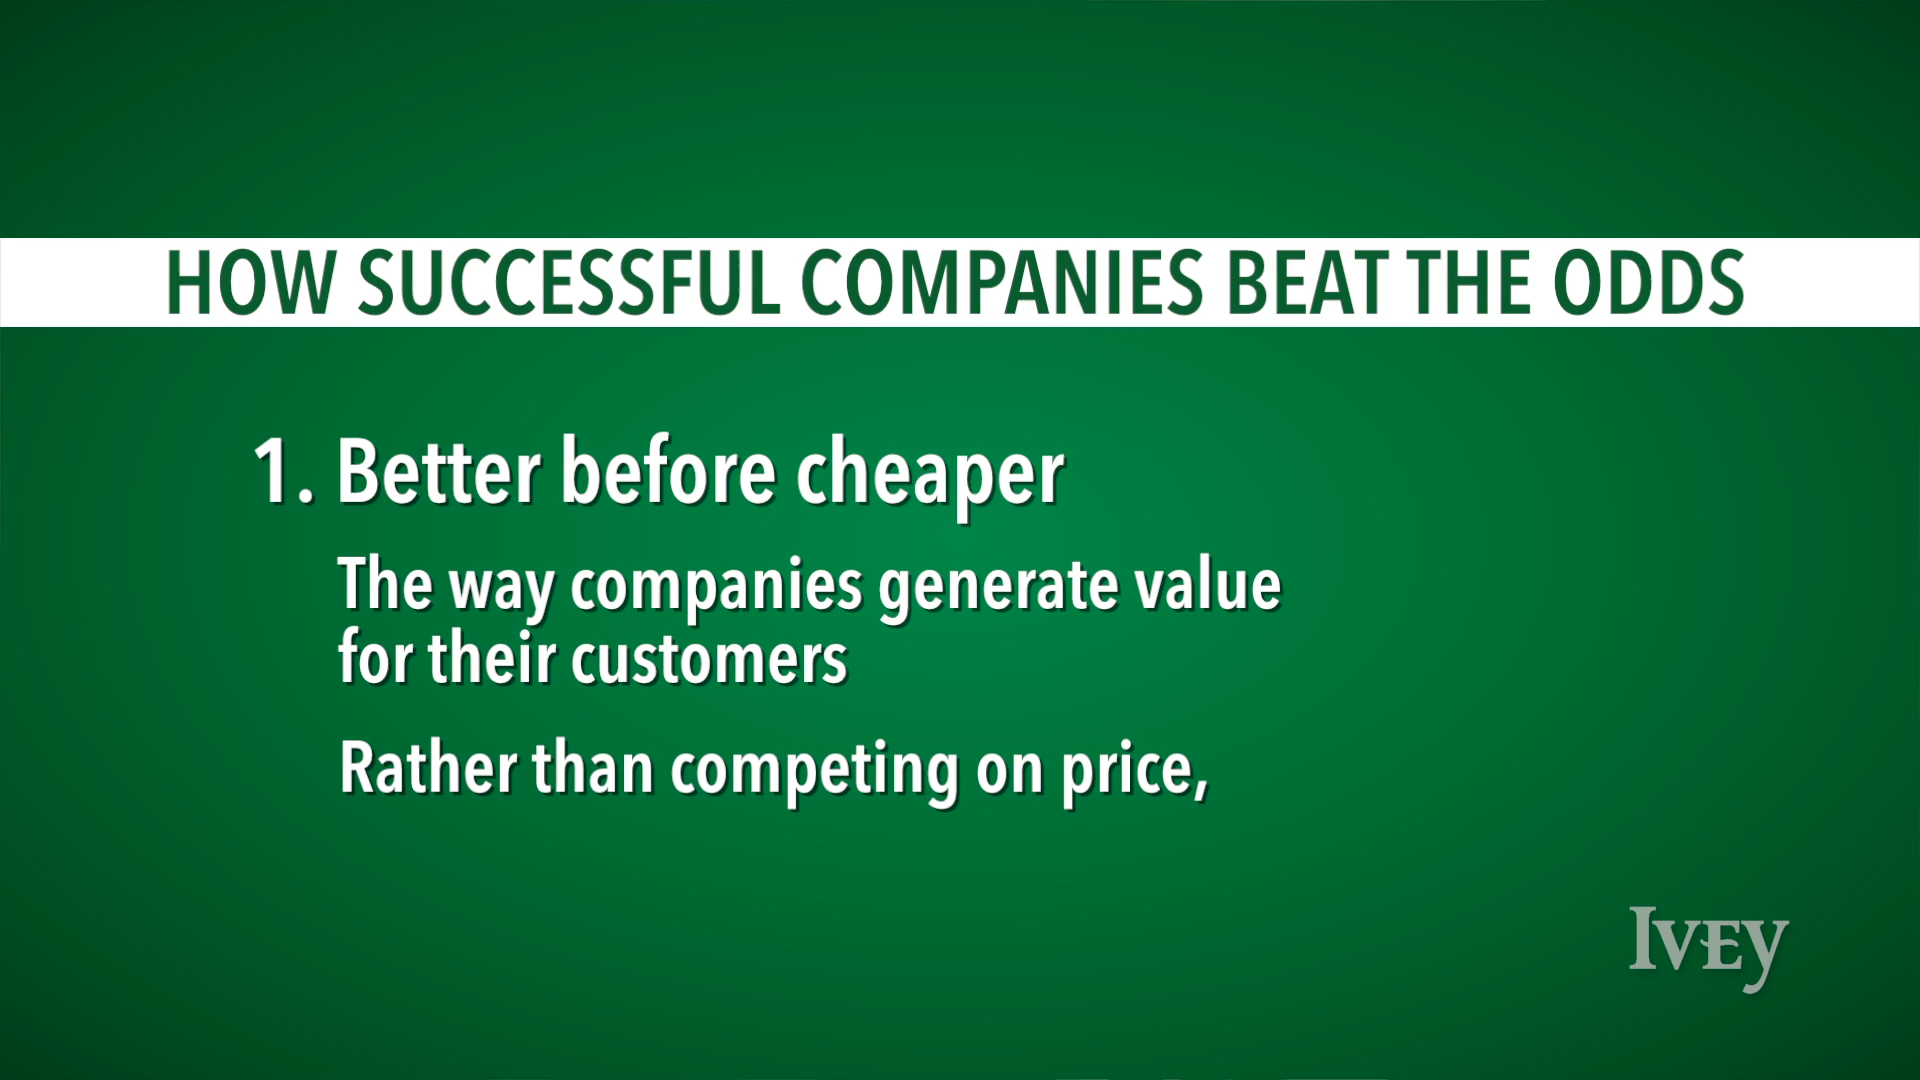 HOW SUCCESSFUL COMPANIES BEAT THE ODDS
1. Better before cheaper
The way companies generate value
for their customers
Rather than competing on price,
IVEY